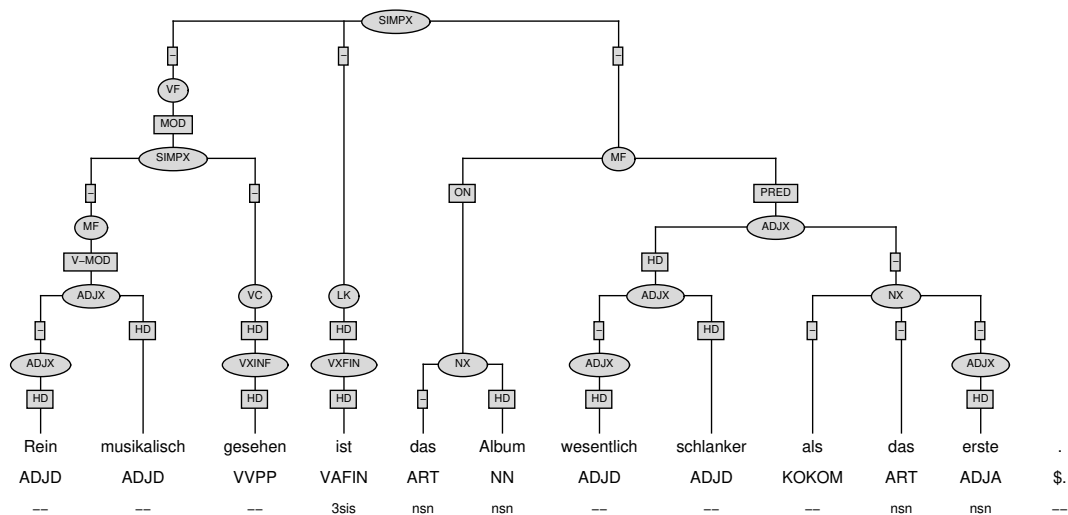 SIMPX
– – –
VF
MOD
SIMPX MF
– – ON PRED
MF ADJX
V–MOD HD –
ADJX VC LK ADJX NX
– HD HD HD – HD – – –
ADJX VXINF VXFIN NX ADJX ADJX
HD HD HD – HD HD HD
Rein musikalisch gesehen ist das Album wesentlich schlanker als das erste .
ADJD ADJD VVPP VAFIN ART NN ADJD ADJD KOKOM ART ADJA $.
–– –– –– 3sis nsn nsn –– –– –– nsn nsn ––